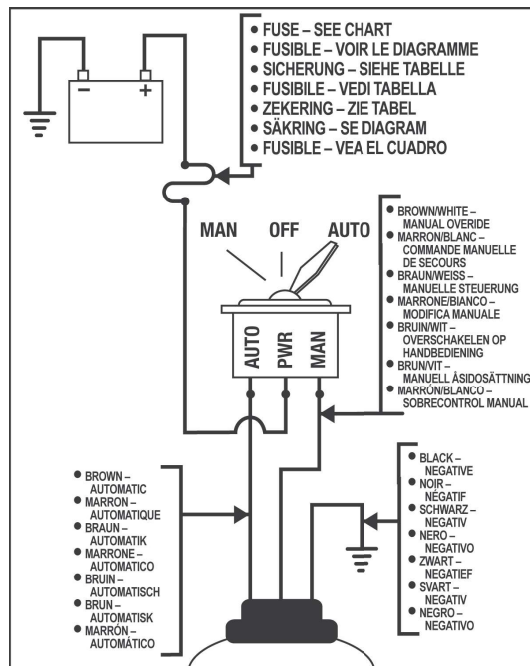 - +
• FUSE – SEE CHART
• FUSIBLE – VOIR LE DIAGRAMME
• SICHERUNG – SIEHE TABELLE
• FUSIBILE – VEDI TABELLA
• ZEKERING – ZIE TABEL
• SÄKRING – SE DIAGRAM
• FUSIBLE – VEA EL CUADRO
MAN OFF AUTO
AUTO PWR MAN
• BROWN/WHITE –
MANUAL OVERIDE
• MARRON/BLANC –
COMMANDE MANUELLE
DE SECOURS
• BRAUN/WEISS –
MANUELLE STEUERUNG
• MARRONE/BIANCO –
MODIFICA MANUALE
• BRUIN/WIT –
OVERSCHAKELEN OP
HANDBEDIENING
• BRUN/VIT –
MANUELL ÅSIDOSÄTTNING
• MARRÓN/BLANCO –
SOBRECONTROL MANUAL
• BROWN –
AUTOMATIC
• MARRON –
AUTOMATIQUE
• BRAUN –
AUTOMATIK
• MARRONE –
AUTOMATICO
• BRUIN –
AUTOMATISCH
• BRUN –
AUTOMATISK
• MARRÓN –
AUTOMÁTICO
• BLACK –
NEGATIVE
• NOIR –
NÉGATIF
• SCHWARZ –
NEGATIV
• NERO –
NEGATIVO
• ZWART –
NEGATIEF
• SVART –
NEGATIV
• NEGRO –
NEGATIVO